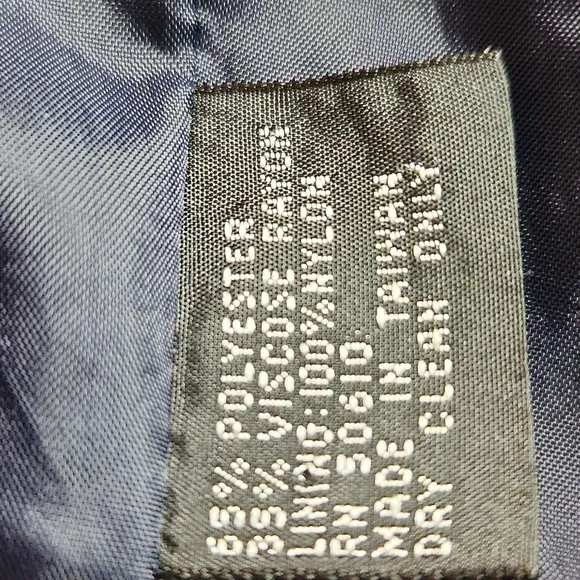 65% POLYESTER
35% VISCOSE RAYON
LINING:100%NYLON
RN 50610
MADE IN TAIWAN
DRY CLEAN ONLY